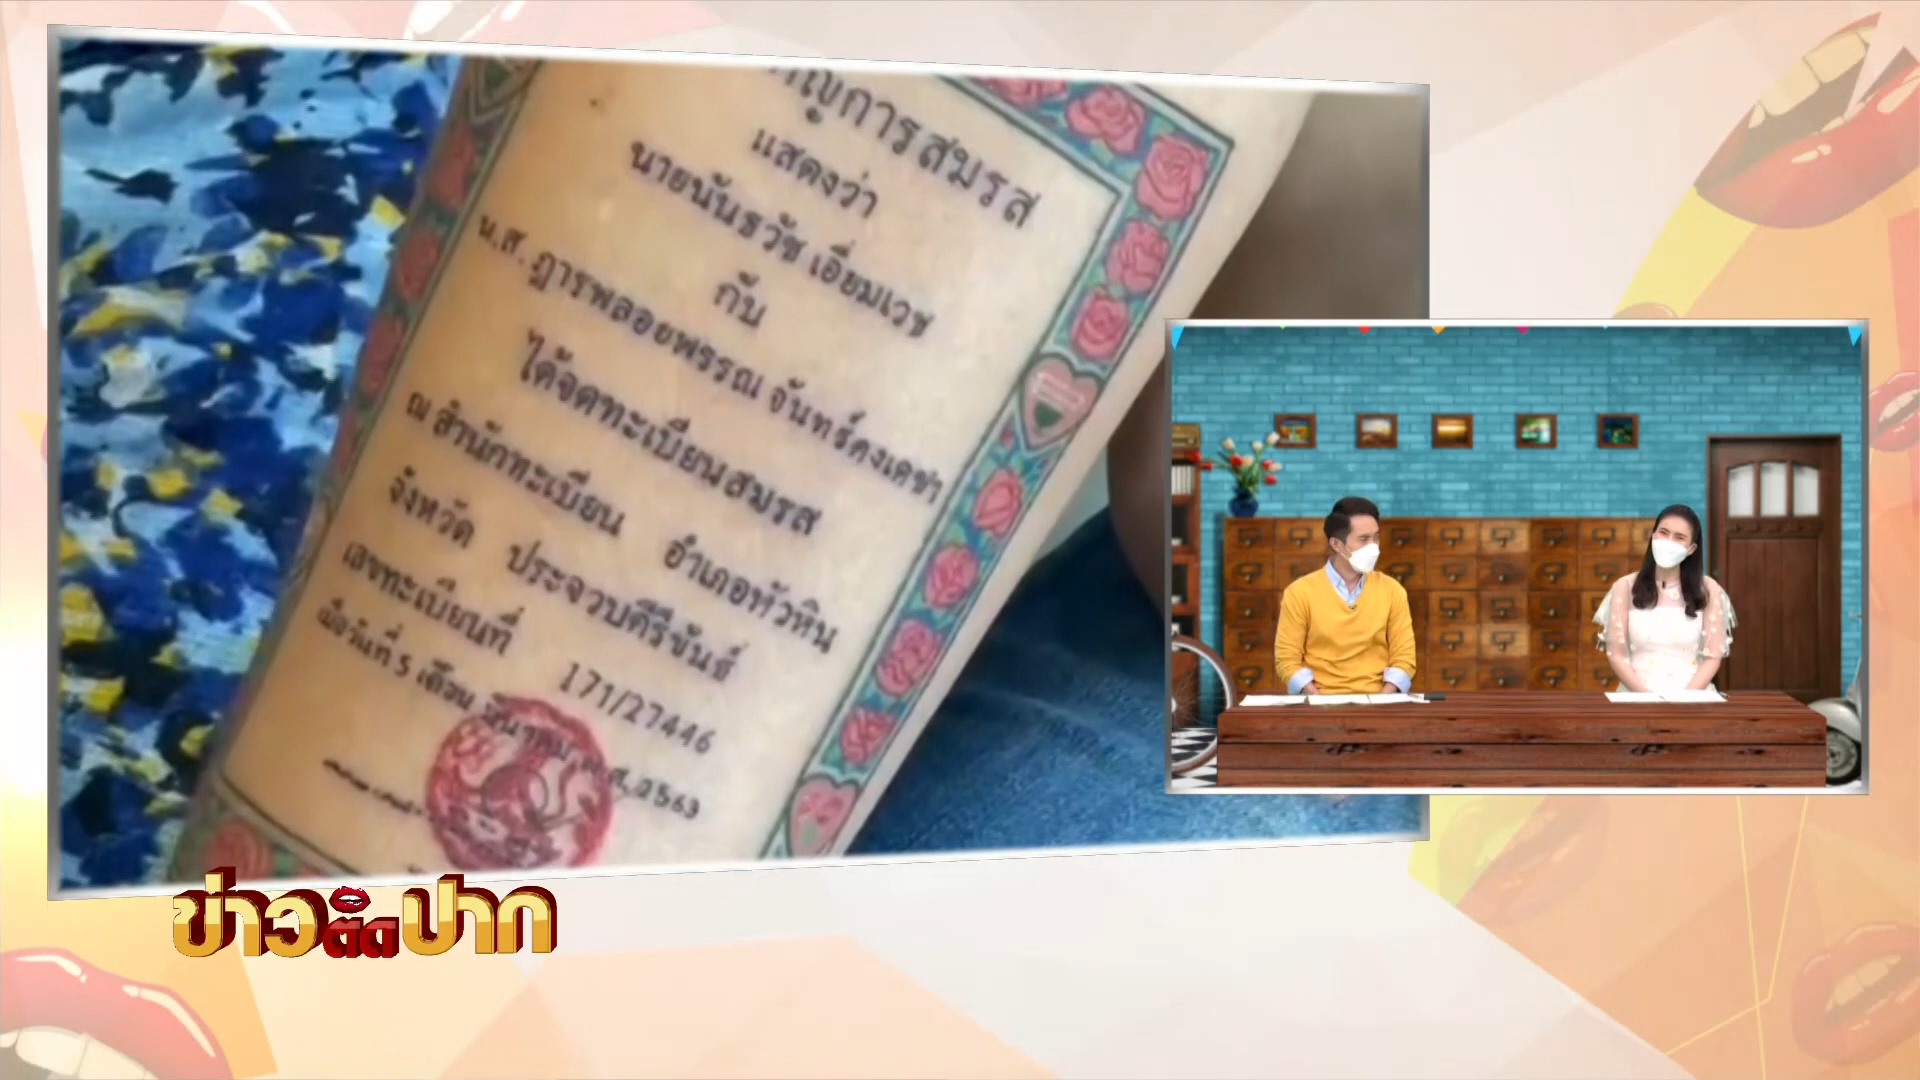 การสมรส
แสดงว่า
นายนันธวัช เอี่ยมเวช
กับ
น.ส. ฎารพลอยพรรณ จันทร์คงเดชา
ได้จดทะเบียนสมรส
ณ สำนักทะเบียน อำเภอหัวหิน
จังหวัด ประจวบคีรีขันธ์
เลขทะเบียนที่ 171/27446
เมื่อวันที่ 5 เดือน มีนาคม พ.ศ. 2563
ข่าวติดปาก